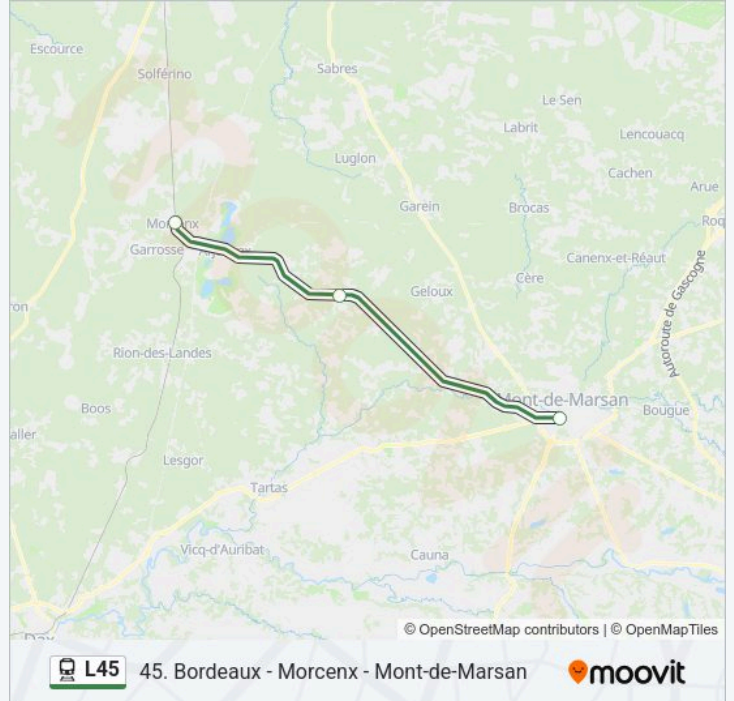 Escource
Solférino
Sabres
Le Sen
Labrit
Lencouacq
Luglon
Cachen
Arue
Garein
Brocas
Garrosse
Canenx-et-Réaut
Cère
Geloux
Autoroute de Gascogne
Rion-des-Landes
Mont-de-Marsan
Boos
Bougue
Lesgor
Tartas
Vicq-d'Auribat
Cauna
Dax
© OpenStreetMap contributors | © OpenMapTiles
L45 45. Bordeaux - Morcenx - Mont-de-Marsan moovit